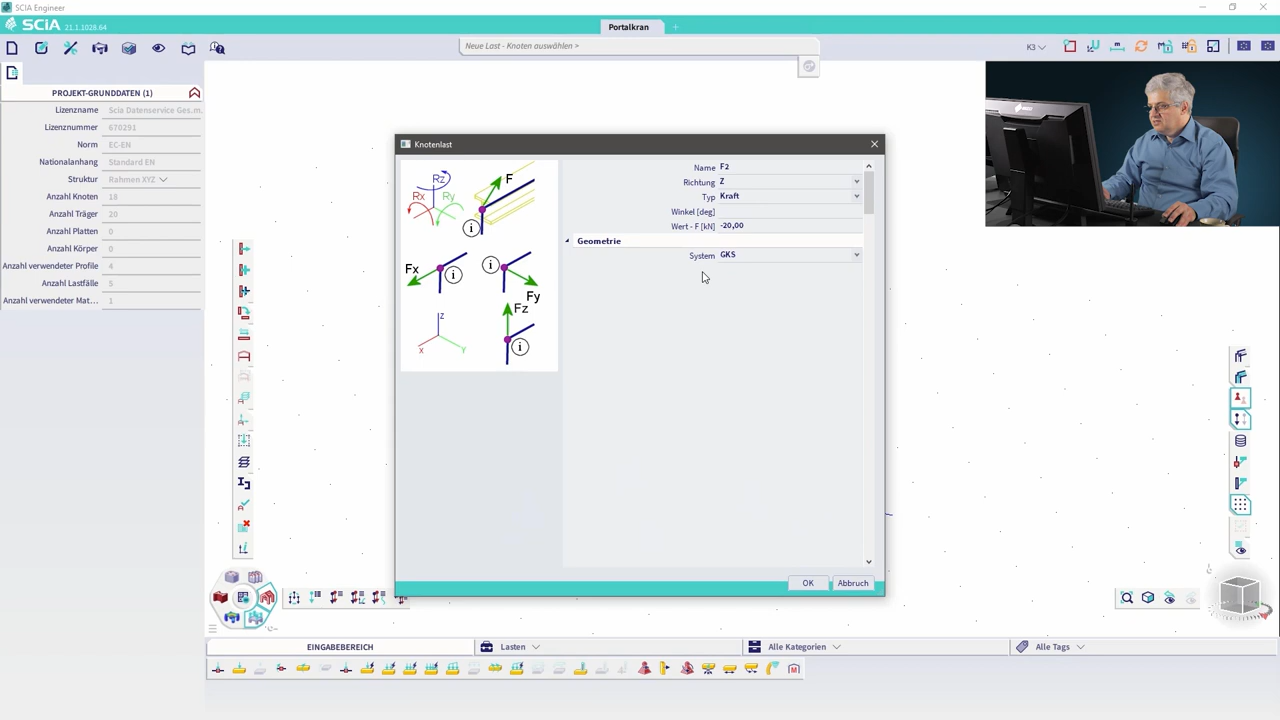 SCIA Engineer
SCIA 21.1.1028.64
Portalkran
Neue Last - Knoten auswählen >
K3
PROJEKT-GRUNDDATEN (1)
Lizenzname Scia Datenservice Ges.m.
Lizenznummer 670291
Norm EC-EN
Nationalanhang Standard EN
Struktur Rahmen XYZ
Anzahl Knoten 18
Anzahl Träger 20
Anzahl Platten 0
Anzahl Körper 0
Anzahl verwendeter Profile 4
Anzahl Lastfälle 5
Anzahl verwendeter Mat... 1
Knotenlast
Rz
Rx
Ry
F
i
Fx
i
i
Fy
Fz
i
z
x
y
Name F2
Richtung Z
Typ Kraft
Winkel [deg]
Wert - F [kN] -20,00
Geometrie
System GKS
OK
Abbruch
EINGABEBEREICH
Lasten
Alle Kategorien
Alle Tags